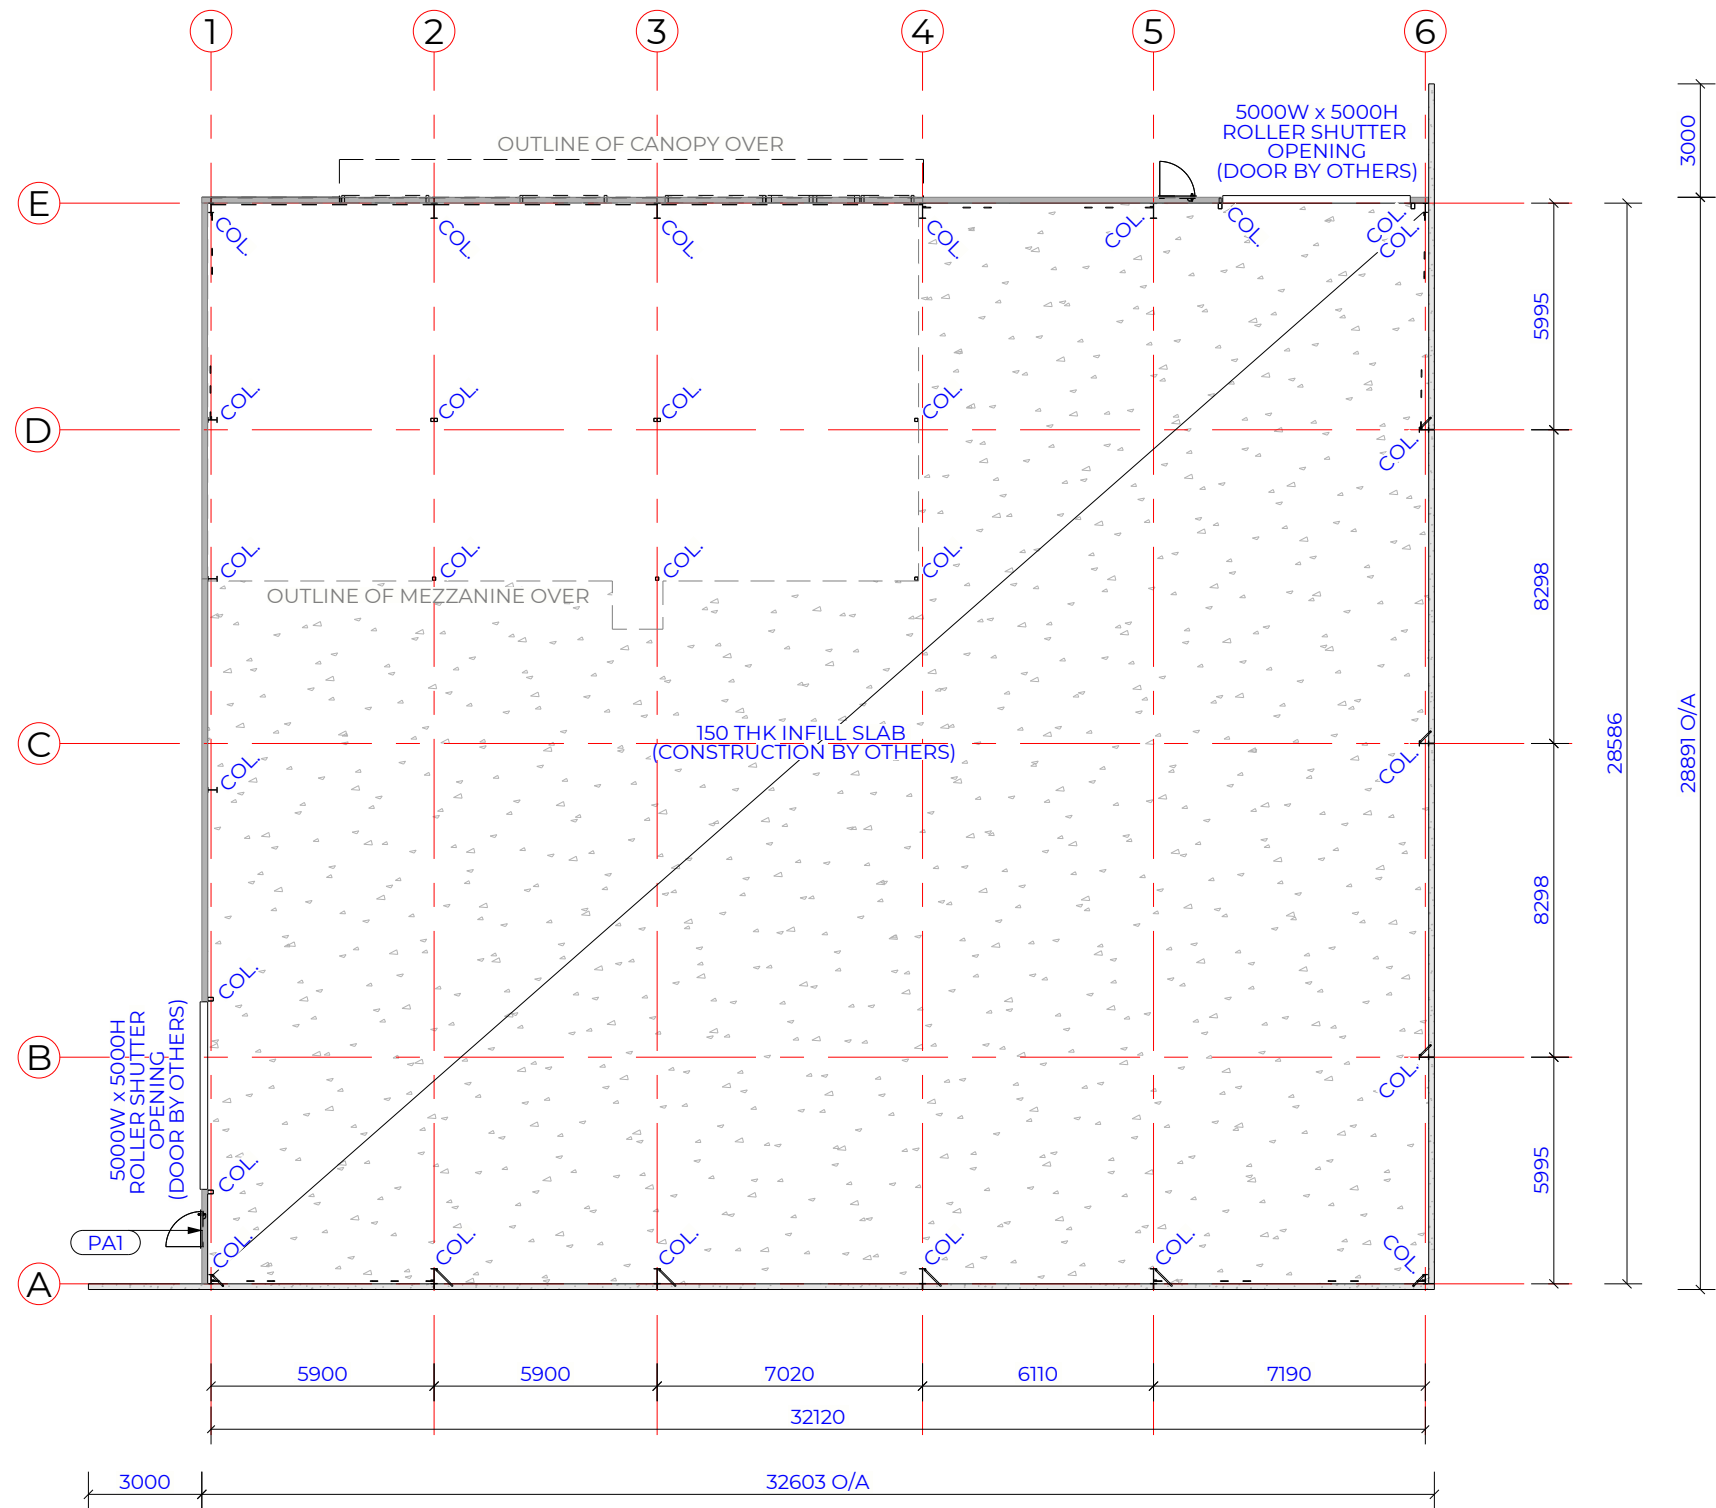 1
2
3
4
5
6
5000W x 5000H
ROLLER SHUTTER
OPENING
(DOOR BY OTHERS)
3000
OUTLINE OF CANOPY OVER
E
COL.
COL.
COL.
COL.
COL.
COL.
COL.
COL.
5995
COL.
COL.
COL.
COL.
D
COL.
COL.
COL.
COL.
COL.
OUTLINE OF MEZZANINE OVER
8298
150 THK INFILL SLAB
(CONSTRUCTION BY OTHERS)
C
COL.
COL.
28586
28891 O/A
8298
COL.
5000W x 5000H
ROLLER SHUTTER
OPENING
(DOOR BY OTHERS)
B
COL.
COL.
5995
PA1
COL.
COL.
COL.
COL.
COL.
COL.
A
5900
5900
7020
6110
7190
32120
3000
32603 O/A